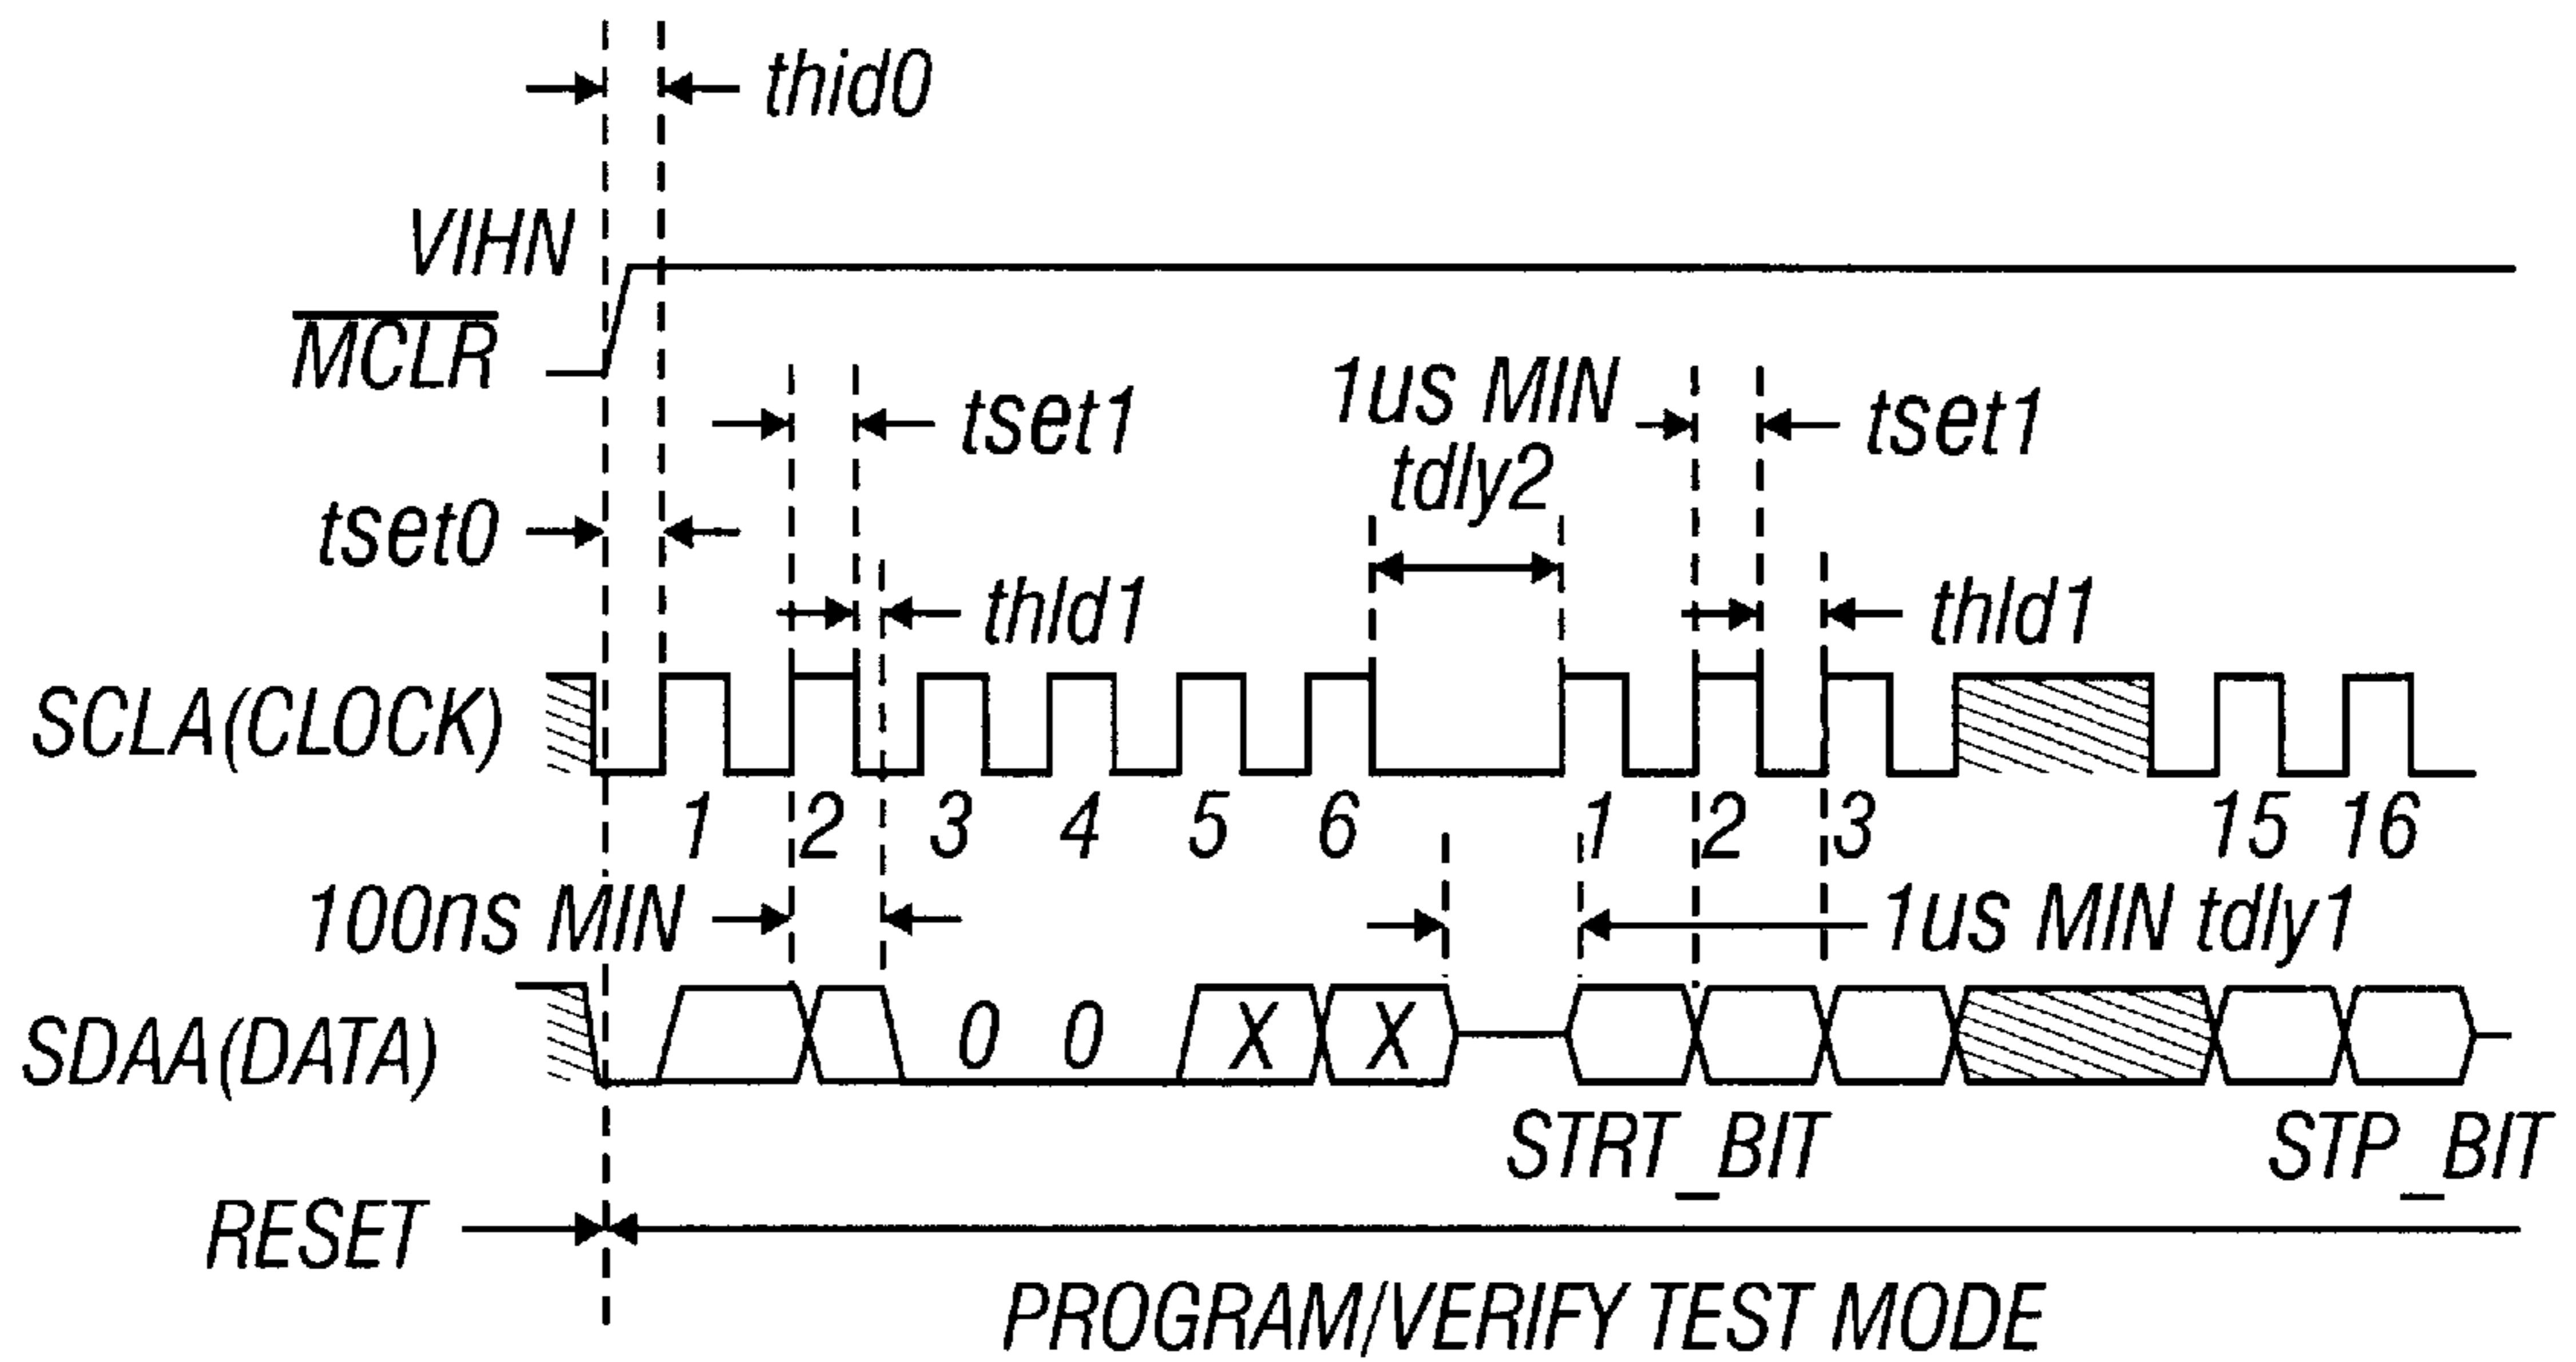 thid0
VIHN
MCLR
1us MIN
tset1 tdly2 tset1
tset0
thld1 thld1
SCLA(CLOCK)
1 2 3 4 5 6 1 2 3 15 16
100ns MIN 1us MIN tdly1
SDAA(DATA) 0 0 X X
STRT_BIT STP_BIT
RESET
PROGRAM/VERIFY TEST MODE